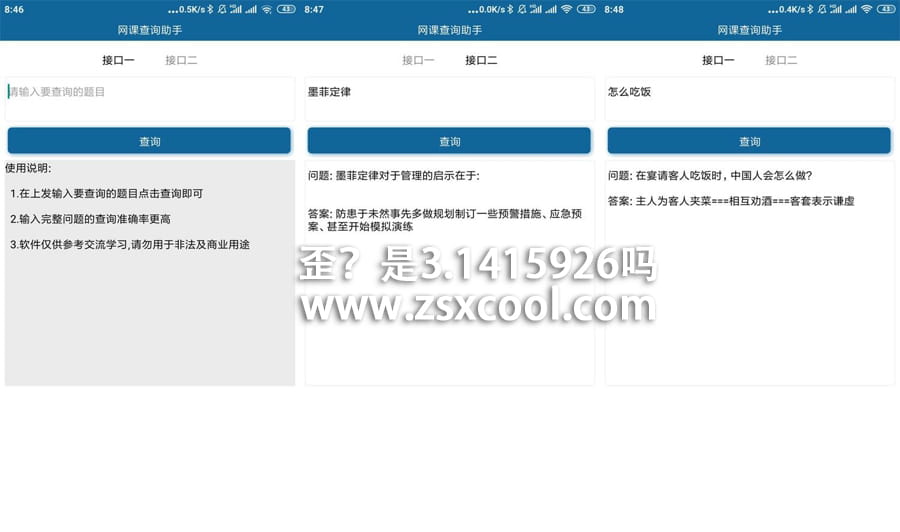 8:46
...0.5K/s
43
网课查询助手
接口一 接口二
请输入要查询的题目
查询
使用说明:
1.在上发输入要查询的题目点击查询即可
2.输入完整问题的查询准确率更高
3.软件仅供参考交流学习,请勿用于非法及商业用途
8:47
...0.0K/s
43
网课查询助手
接口一 接口二
墨菲定律
查询
问题: 墨菲定律对于管理的启示在于:
答案: 防患于未然事先多做规划制订一些预警措施、应急预
案、甚至开始模拟演练
8:48
...0.4K/s
43
网课查询助手
接口一 接口二
怎么吃饭
查询
问题: 在宴请客人吃饭时, 中国人会怎么做?
答案: 主人为客人夹菜===相互劝酒===客套表示谦虚
歪? 是3.1415926吗
www.zsxcool.com